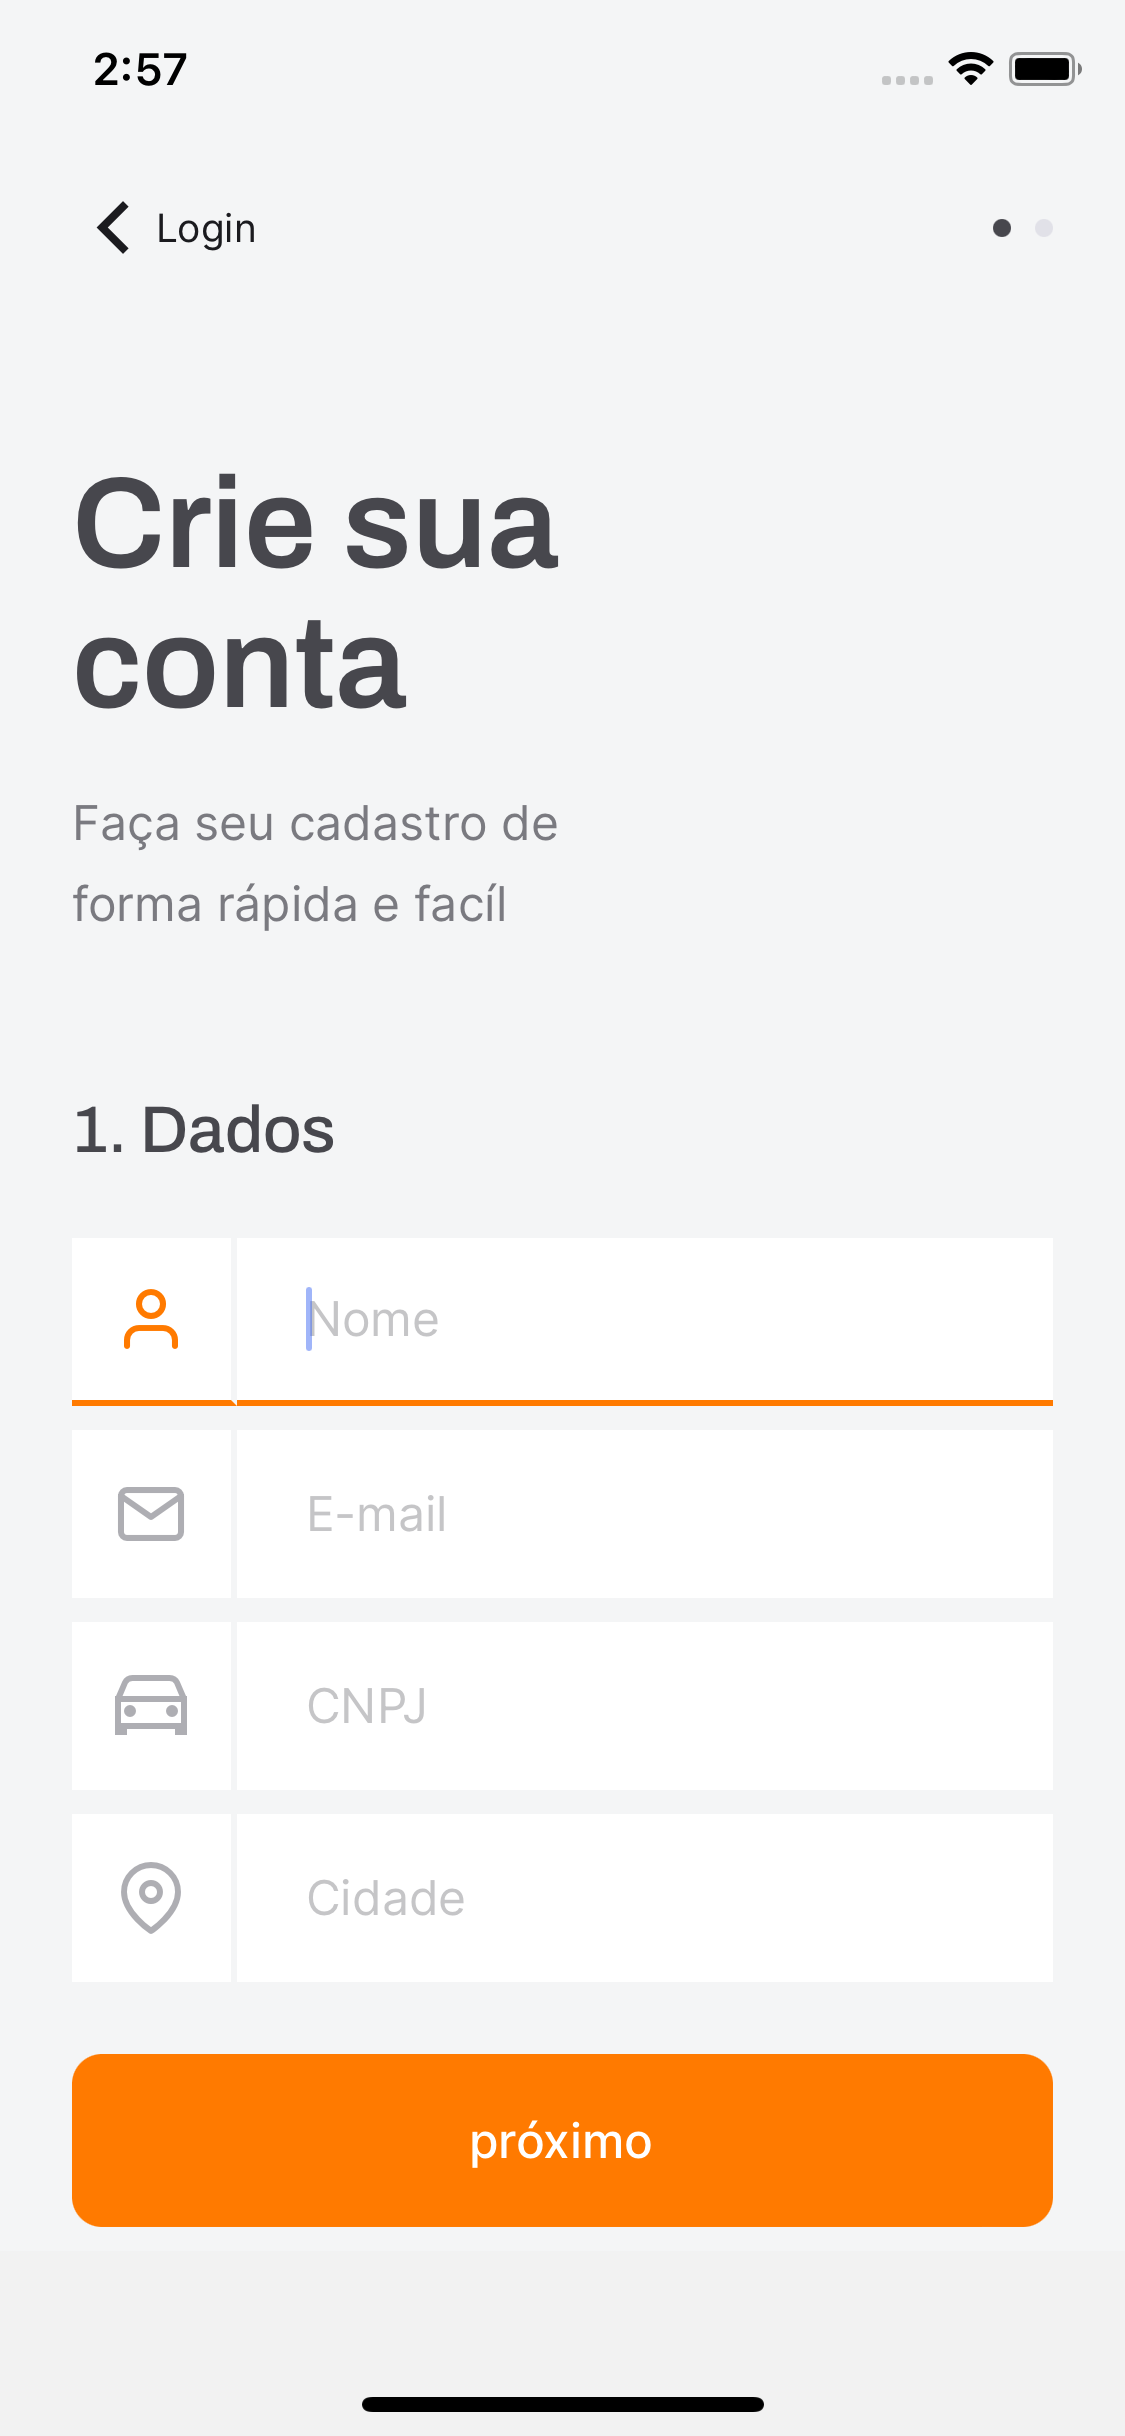 2:57
Login
Crie sua
conta
Faça seu cadastro de
forma rápida e facíl
1. Dados
Nome
E-mail
CNPJ
Cidade
próximo